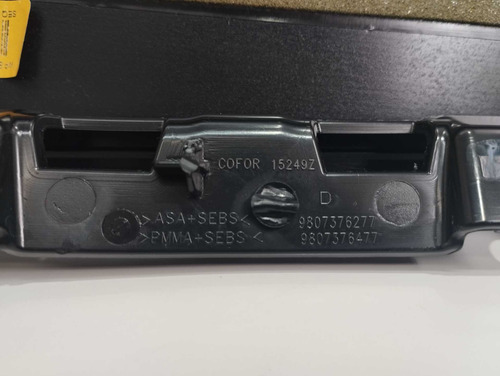 COFOR 15249Z
D
>ASA+SEBS<
9807376277
>PMMA+SEBS<
9807376477